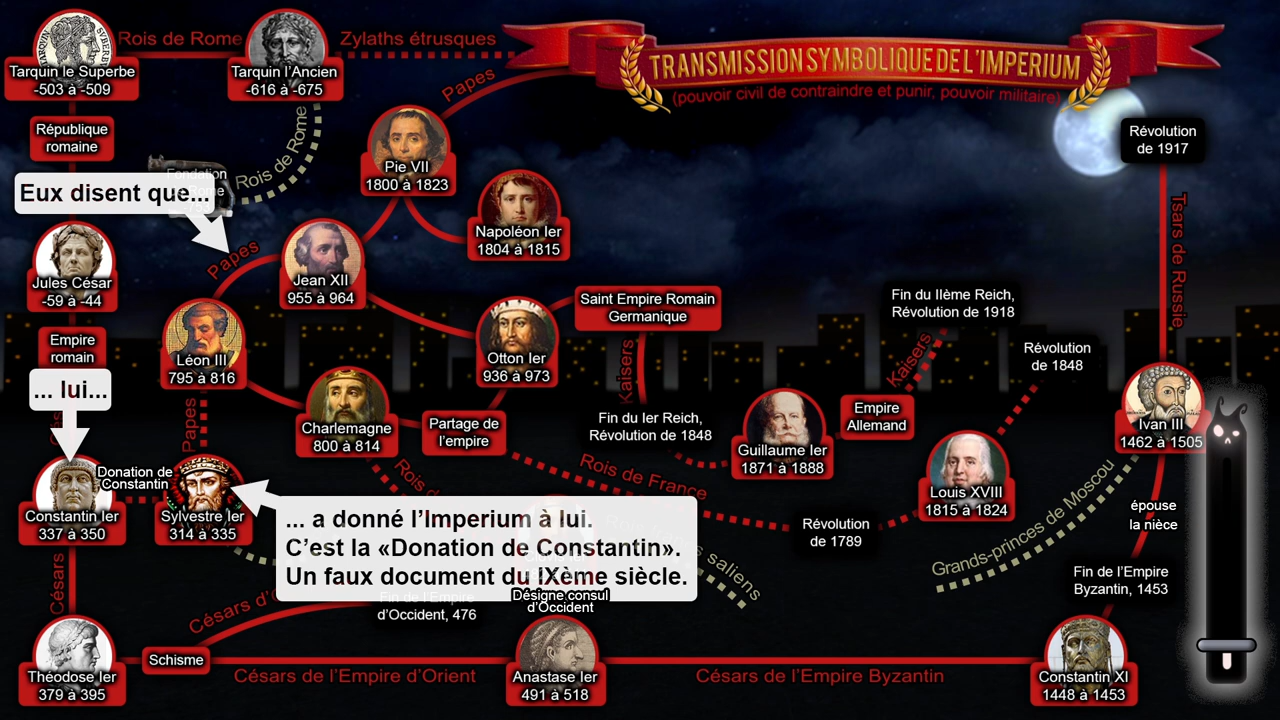 TRANSMISSION SYMBOLIQUE DE L'IMPERIUM
(pouvoir civil de contraindre et punir, pouvoir militaire)
Tarquin le Superbe
-503 à -509
Rois de Rome
Tarquin l'Ancien
-616 à -675
Zylaths étrusques
Papes
République
romaine
Fondation
Rois de Rome
Pie VII
1800 à 1823
Révolution
de 1917
Eux disent que...
Napoléon Ier
1804 à 1815
Tsars de Russie
Jules César
-59 à -44
Papes
Jean XII
955 à 964
Saint Empire Romain
Germanique
Fin du IIème Reich,
Révolution de 1918
Empire
romain
Léon III
795 à 816
Otton Ier
936 à 973
Kaisers
Kaisers
Révolution
de 1848
... lui...
Papes
Charlemagne
800 à 814
Partage de
l'empire
Fin du Ier Reich,
Révolution de 1848
Guillaume Ier
1871 à 1888
Empire
Allemand
Ivan III
1462 à 1505
Donation de
Constantin
Rois de France
Constantin Ier
337 à 350
Sylvestre Ier
314 à 335
Louis XVIII
1815 à 1824
Révolution
de 1789
Grands-princes de Moscou
épouse
la nièce
... a donné l'Imperium à lui.
C'est la «Donation de Constantin».
Un faux document du IXème siècle.
saliens
Césars
Césars d'O
Fin de l'Empire
d'Occident, 476
Désigne consul
d'Occident
Fin de l'Empire
Byzantin, 1453
Théodose Ier
379 à 395
Schisme
Césars de l'Empire d'Orient
Anastase Ier
491 à 518
Césars de l'Empire Byzantin
Constantin XI
1448 à 1453